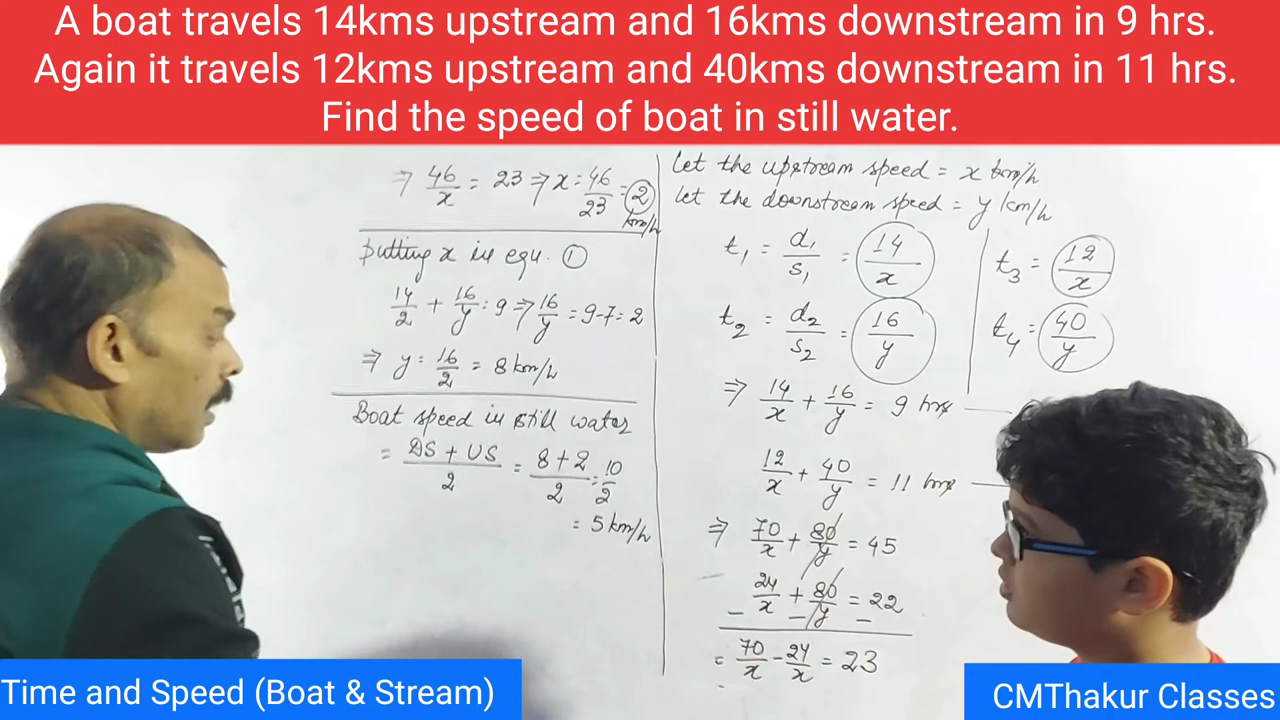 A boat travels 14kms upstream and 16kms downstream in 9 hrs.
Again it travels 12kms upstream and 40kms downstream in 11 hrs.
Find the speed of boat in still water.
Let the upstream speed = x km/h
let the downstream speed = y km/h
t₁ = d₁/s₁ = 14/x
t₂ = d₂/s₂ = 16/y
t₃ = 12/x
t₄ = 40/y
⇒ 14/x + 16/y = 9 hrs
12/x + 40/y = 11 hrs
⇒ 70/x + 80/y = 45
24/x + 80/y = 22
− − −
= 70/x - 24/x = 23
⇒ 46/x = 23 ⇒ x = 46/23 = 2 km/h
putting x in equ. ①
14/2 + 16/y = 9 ⇒ 16/y = 9-7 = 2
⇒ y = 16/2 = 8 km/h
Boat speed in still water
= DS + US/2 = 8+2/2 = 10/2
= 5 km/h
Time and Speed (Boat & Stream)
CMThakur Classes